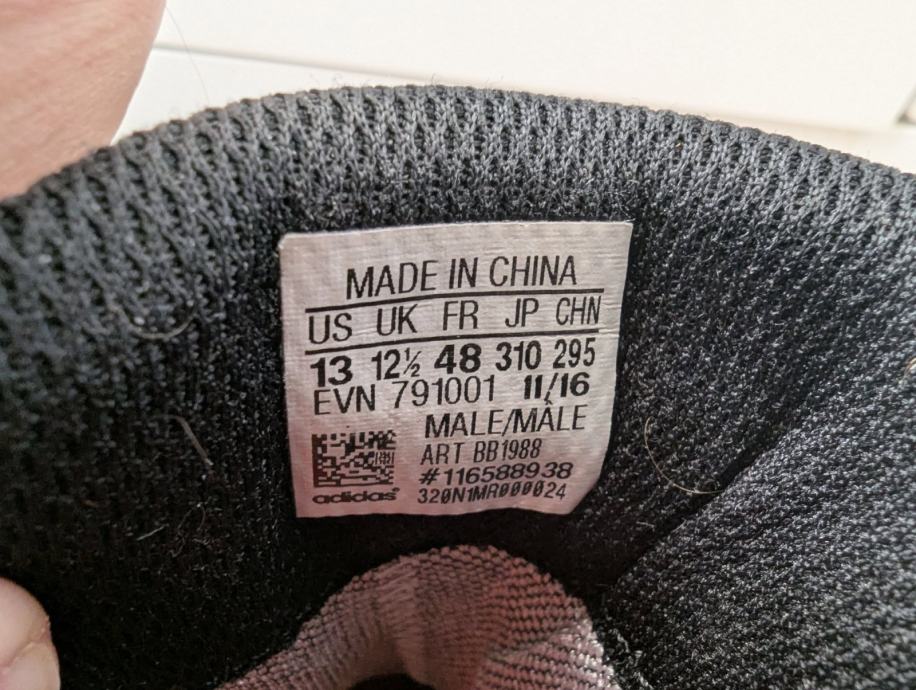 MADE IN CHINA
US UK FR JP CHN
13 12½ 48 310 295
EVN 791001 11/16
MALE/MÂLE
ART BB1988
#116588938
adidas® 320N1MR000024